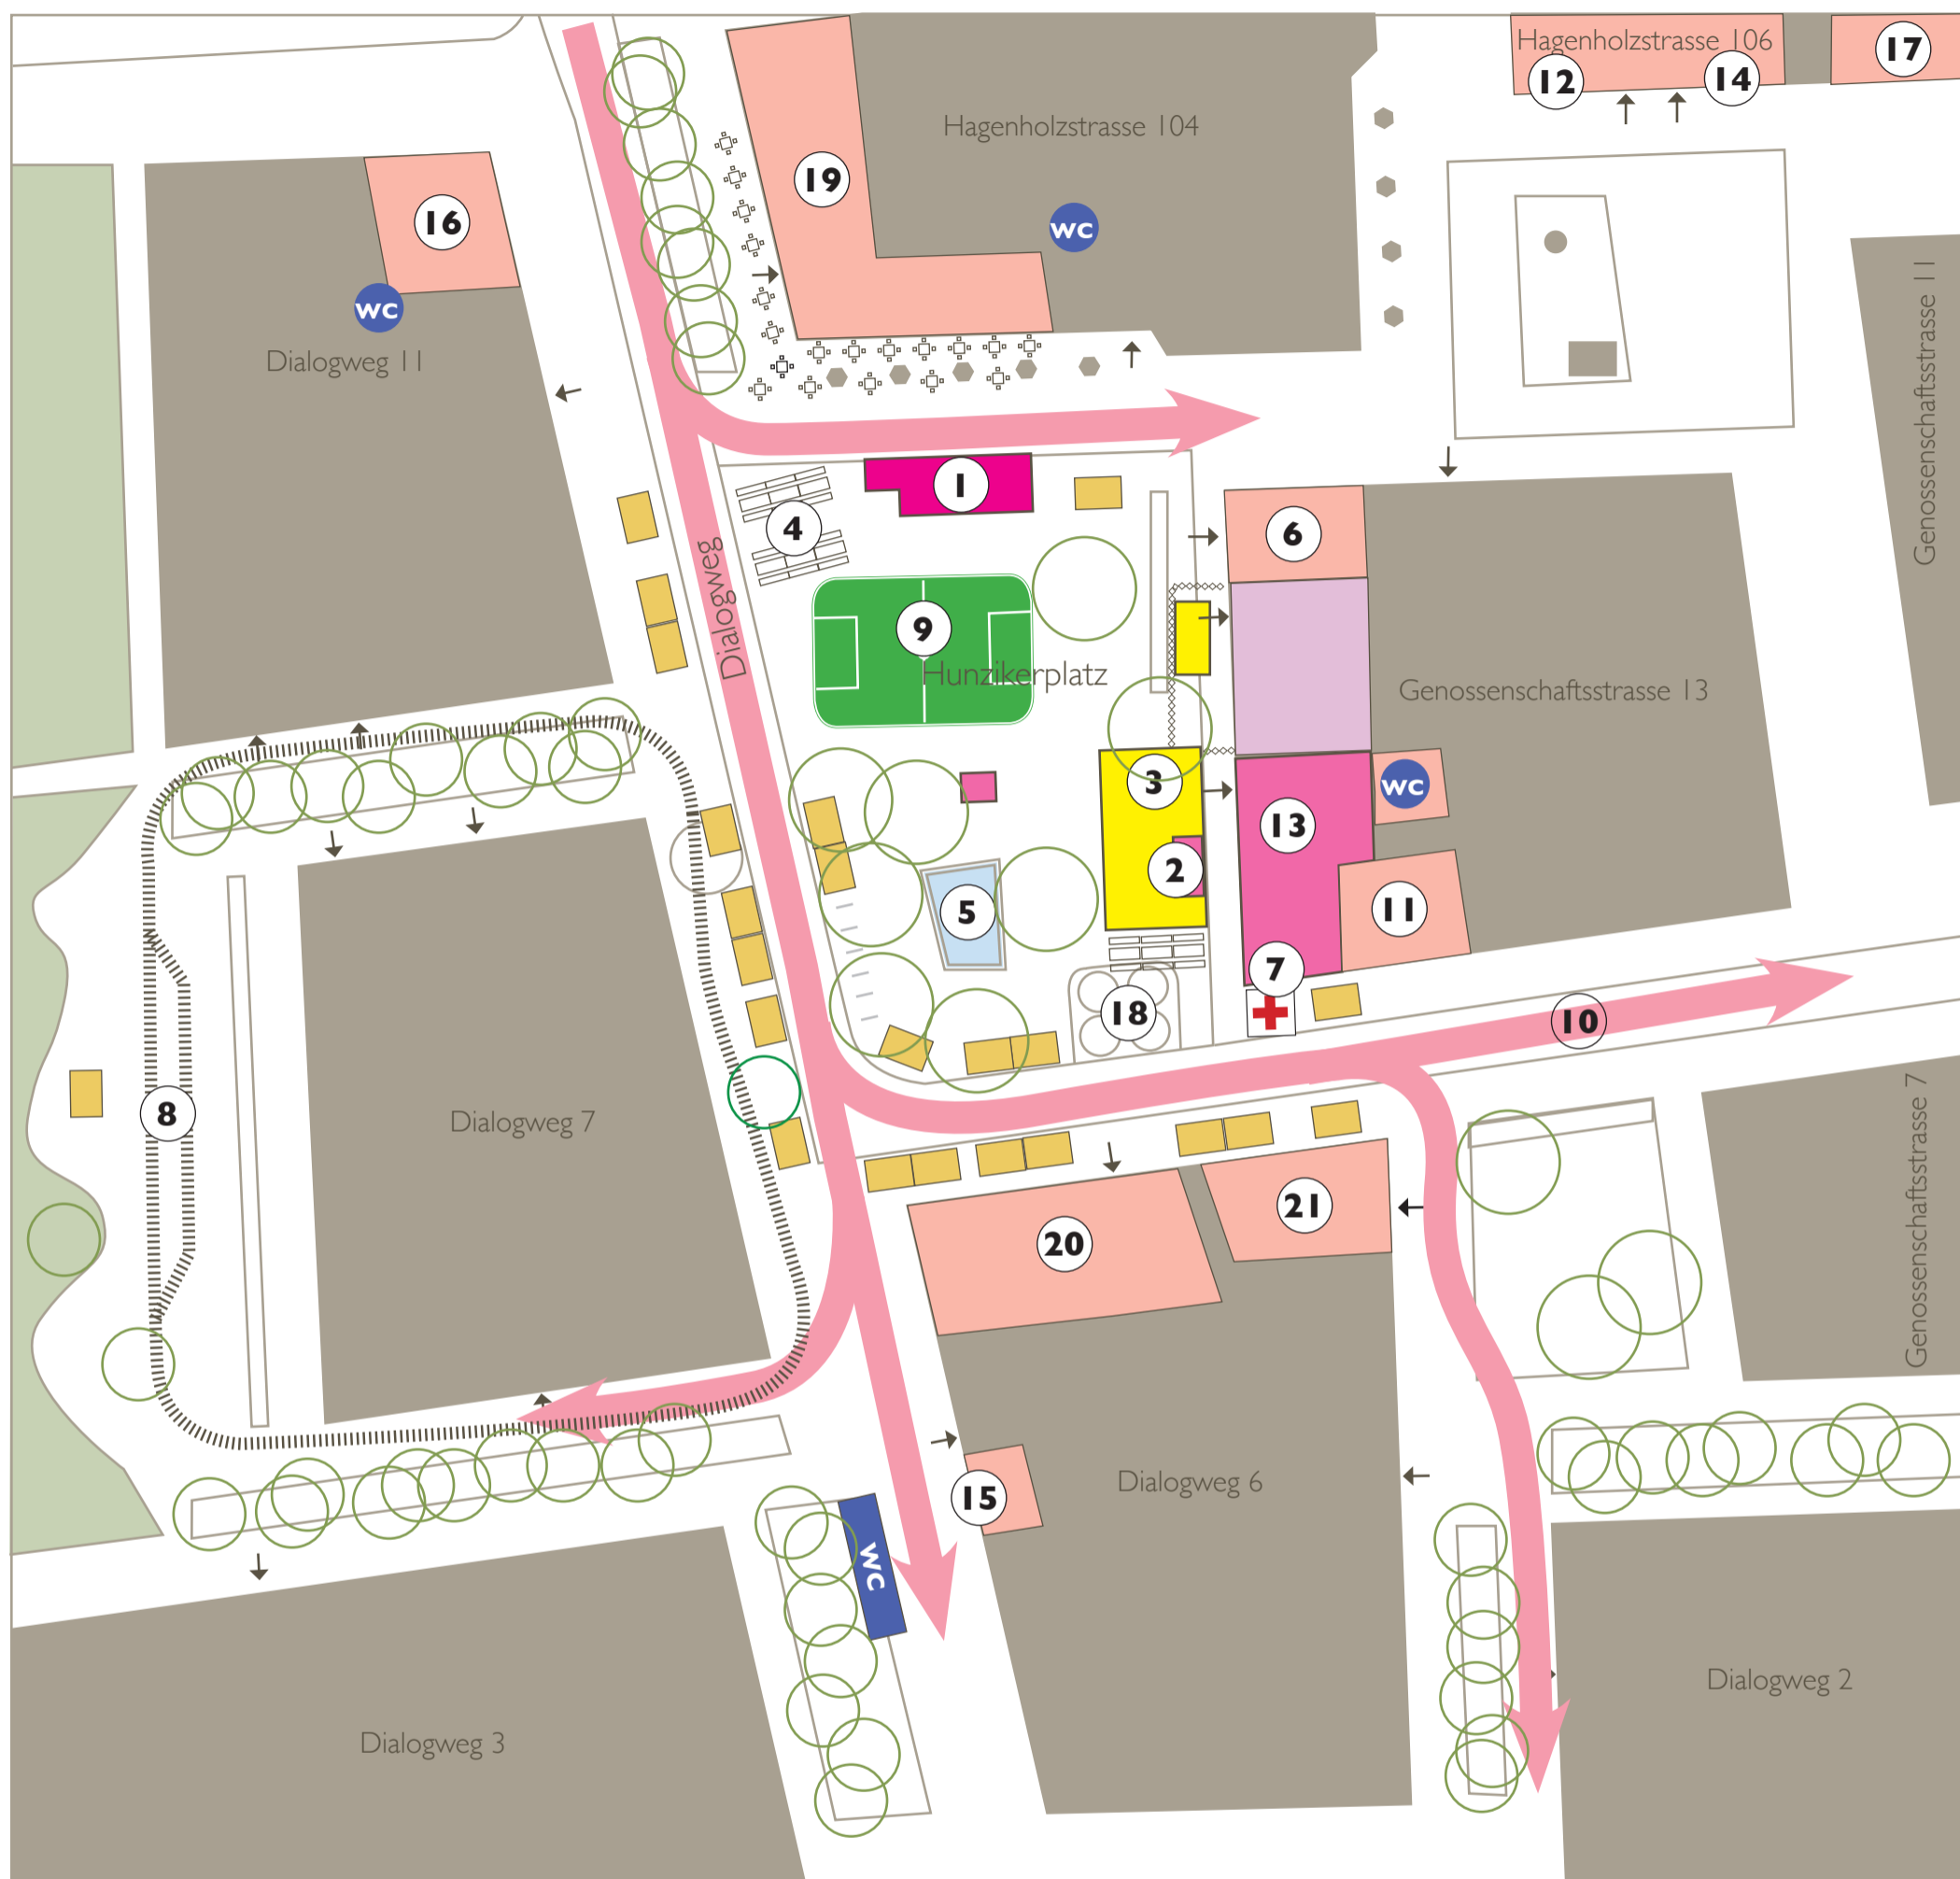 Hagenholzstrasse 106
17
12
14
Hagenholzstrasse 104
19
16
WC
WC
Dialogweg 11
Genossenschaftsstrasse 11
1
4
6
Dialogweg
9
Hunzikerplatz
Genossenschaftsstrasse 13
3
WC
13
2
5
11
7
18
10
8
Dialogweg 7
Genossenschaftsstrasse 7
21
20
15
Dialogweg 6
WC
Dialogweg 2
Dialogweg 3